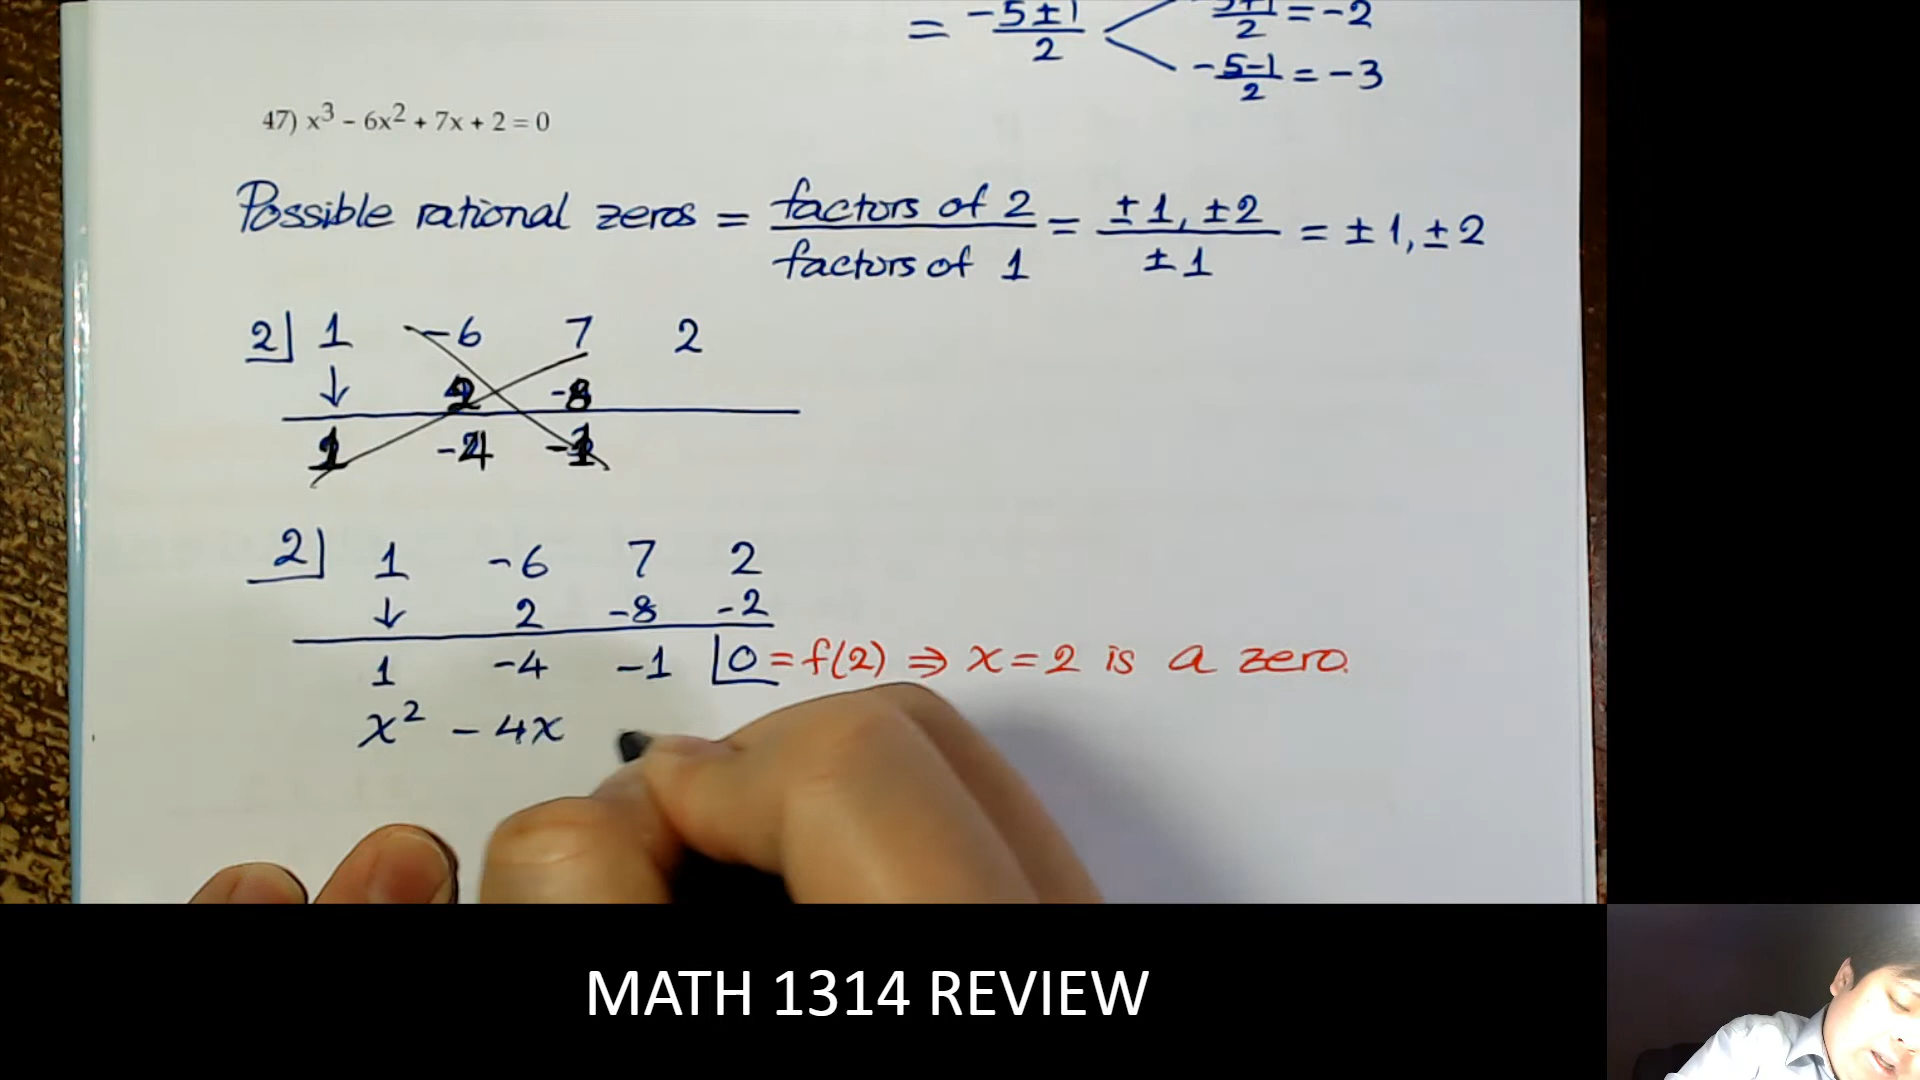 = -5±1/2 = -2
-5-1/2 = -3
47) x³ - 6x² + 7x + 2 = 0
Possible rational zeros = factors of 2/factors of 1 = ±1, ±2/±1 = ±1, ±2
2 1 -6 7 2
↓ -8
1
2 1 -6 7 2
↓ 2 -8 -2
1 -4 -1 0 = f(2) ⇒ x = 2 is a zero.
x² - 4x
MATH 1314 REVIEW